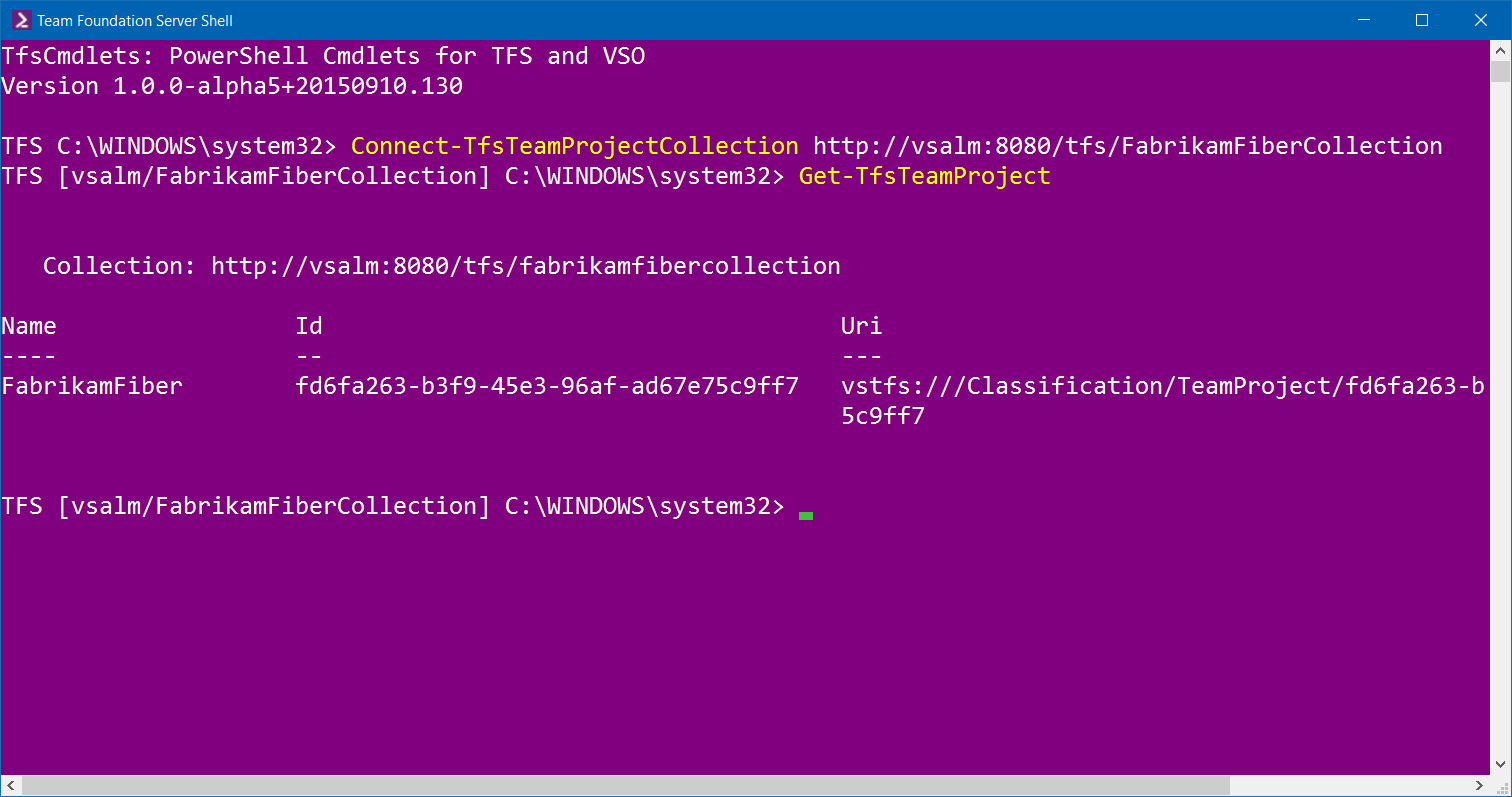 Team Foundation Server Shell
TfsCmdlets: PowerShell Cmdlets for TFS and VSO
Version 1.0.0-alpha5+20150910.130
TFS C:\WINDOWS\system32> Connect-TfsTeamProjectCollection http://vsalm:8080/tfs/FabrikamFiberCollection
TFS [vsalm/FabrikamFiberCollection] C:\WINDOWS\system32> Get-TfsTeamProject
Collection: http://vsalm:8080/tfs/fabrikamfibercollection
Name Id Uri
---- -- ---
FabrikamFiber fd6fa263-b3f9-45e3-96af-ad67e75c9ff7 vstfs:///Classification/TeamProject/fd6fa263-b
5c9ff7
TFS [vsalm/FabrikamFiberCollection] C:\WINDOWS\system32>